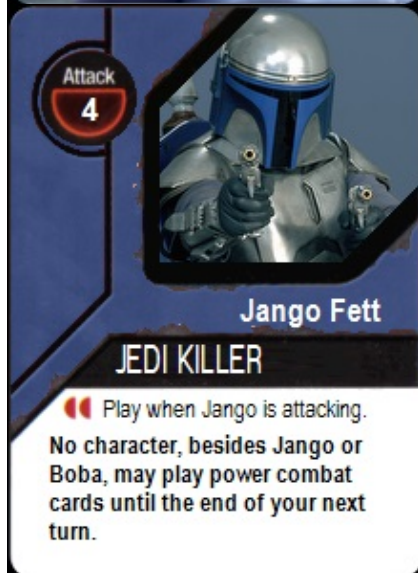 Attack
4
Jango Fett
JEDI KILLER
Play when Jango is attacking.
No character, besides Jango or
Boba, may play power combat
cards until the end of your next
turn.